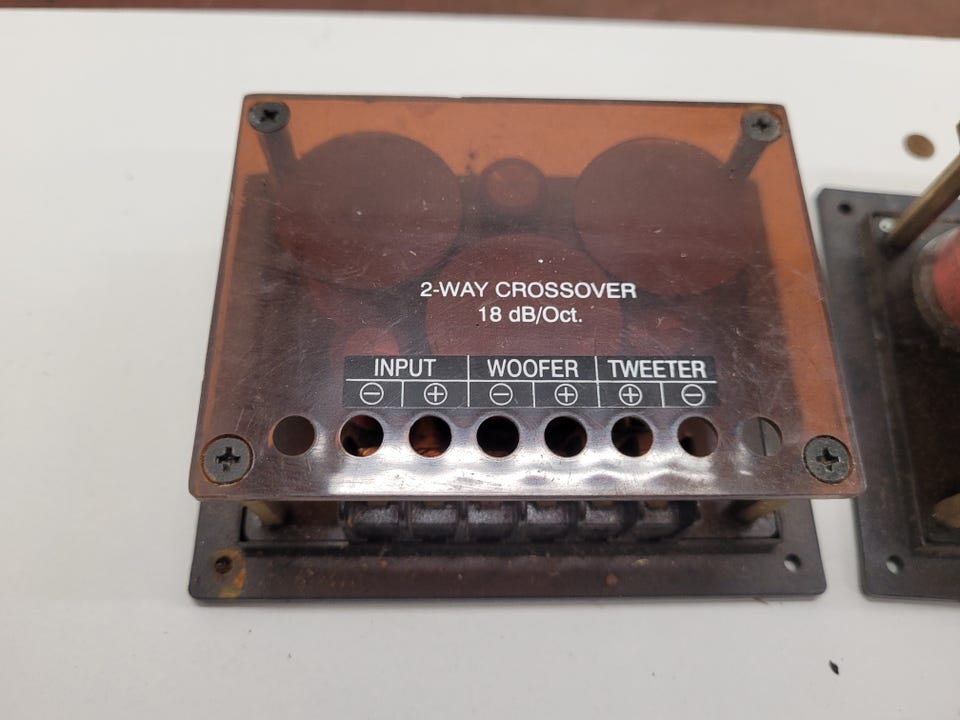 2-WAY CROSSOVER
18 dB/Oct.
INPUT WOOFER TWEETER
⊖ ⊕ ⊖ ⊕ ⊕ ⊖